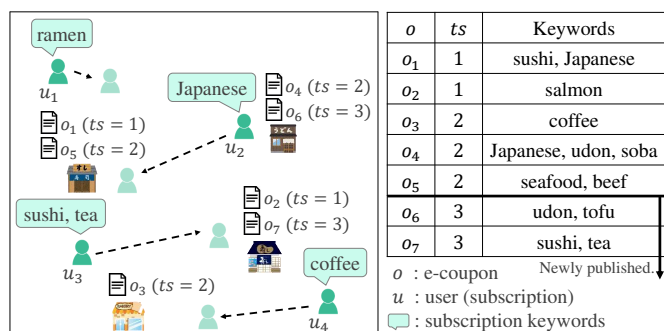 ramen
u1
Japanese
u2
o4 (ts = 2)
o6 (ts = 3)
うどん
o1 (ts = 1)
o5 (ts = 2)
sushi, tea
u3
o2 (ts = 1)
o7 (ts = 3)
o3 (ts = 2)
coffee
u4
o ts Keywords
o1 1 sushi, Japanese
o2 1 salmon
o3 2 coffee
o4 2 Japanese, udon, soba
o5 2 seafood, beef
o6 3 udon, tofu
o7 3 sushi, tea
Newly published.
o : e-coupon
u : user (subscription)
: subscription keywords